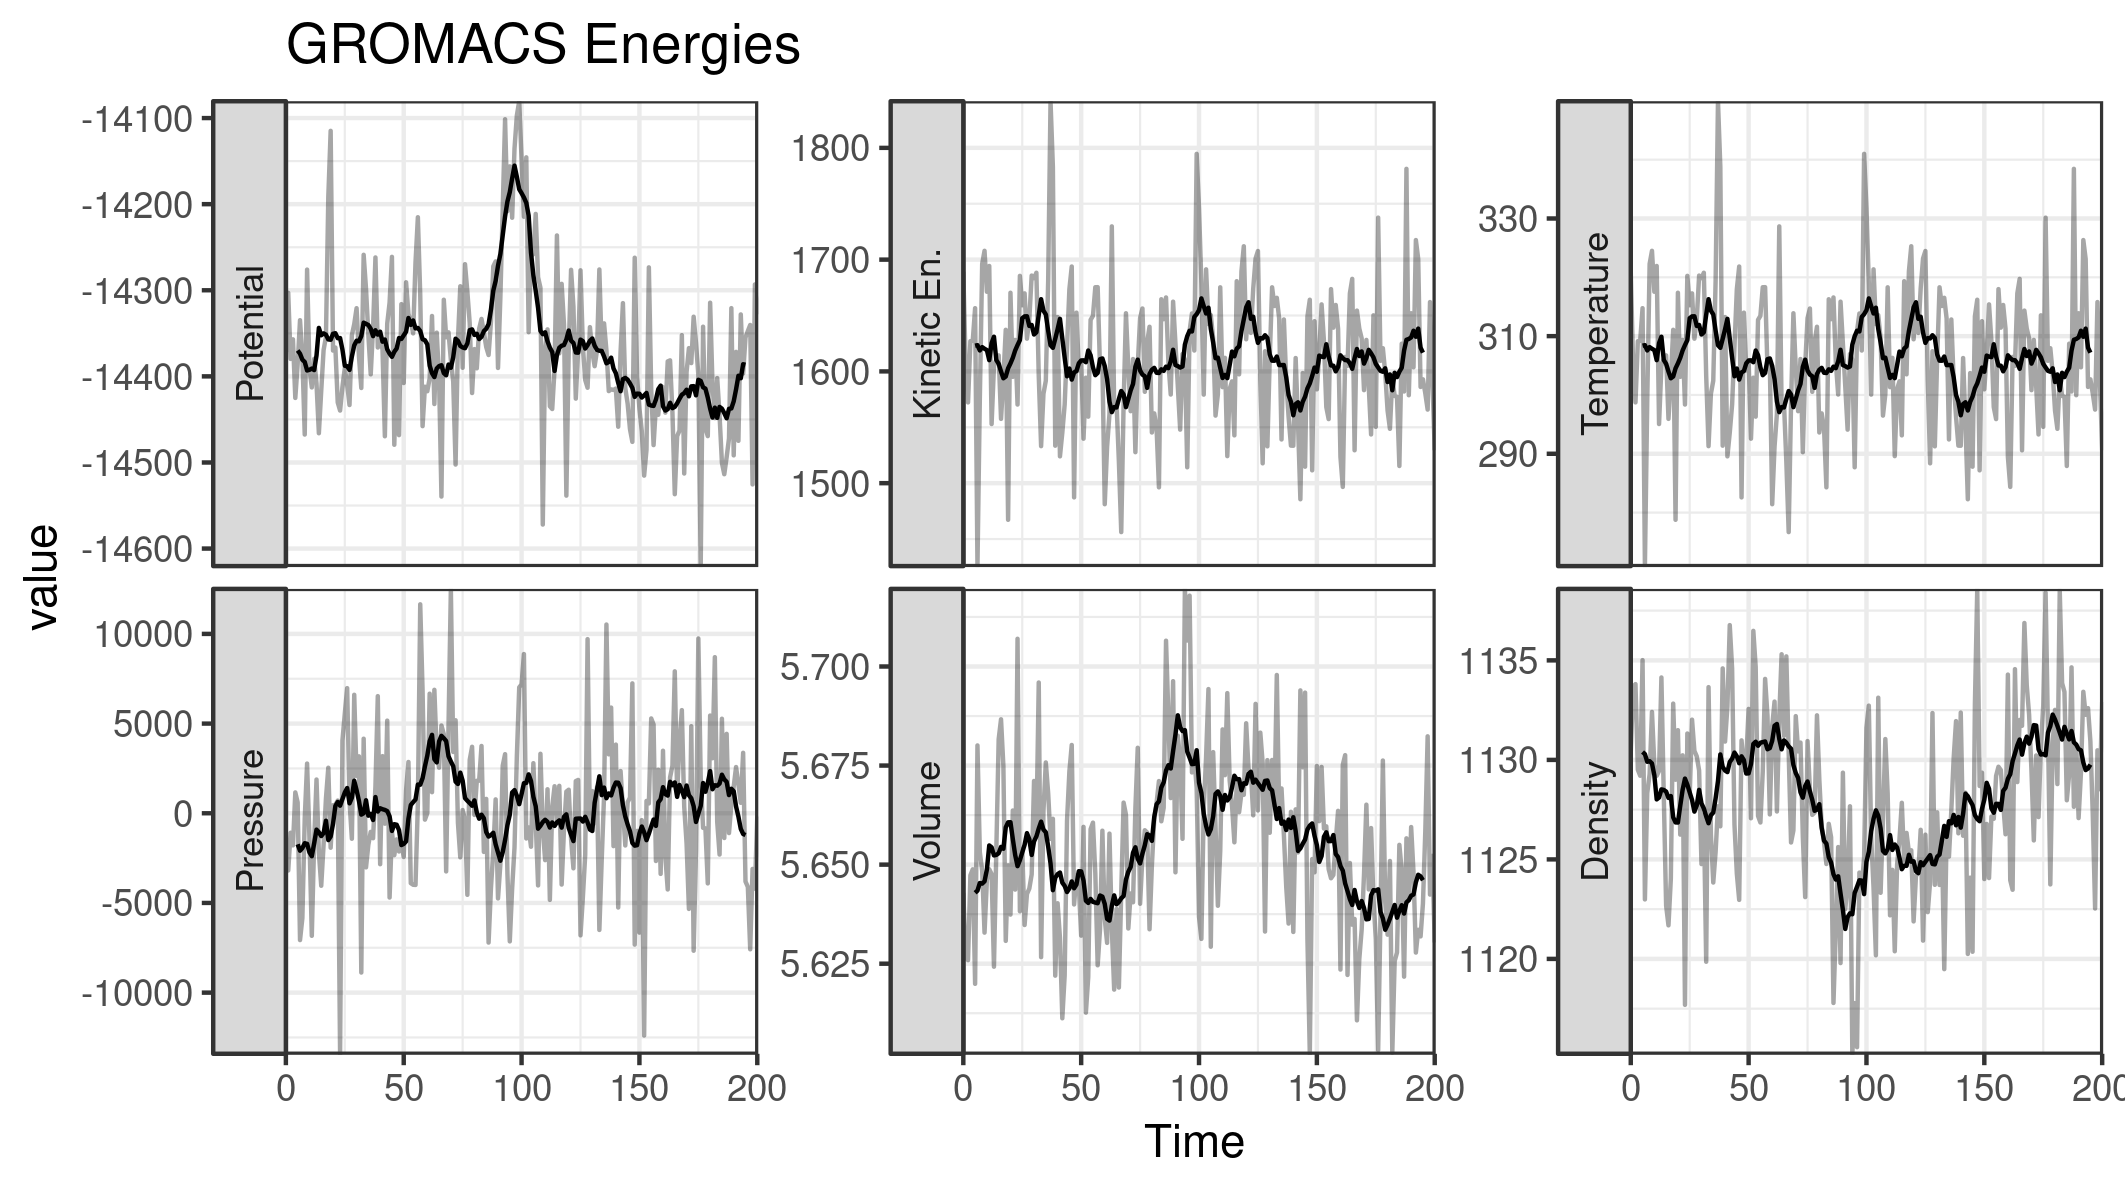 GROMACS Energies
value
Potential
-14100
-14200
-14300
-14400
-14500
-14600
Kinetic En.
1800
1700
1600
1500
Temperature
330
310
290
Pressure
10000
5000
0
-5000
-10000
0 50 100 150 200
Volume
5.700
5.675
5.650
5.625
0 50 100 150 200
Density
1135
1130
1125
1120
0 50 100 150 200
Time